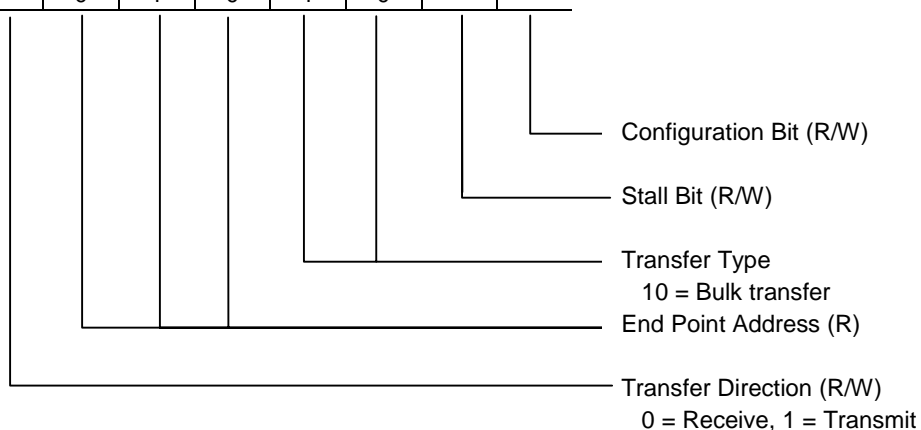 Configuration Bit (R/W)
Stall Bit (R/W)
Transfer Type
10 = Bulk transfer
End Point Address (R)
Transfer Direction (R/W)
0 = Receive, 1 = Transmit